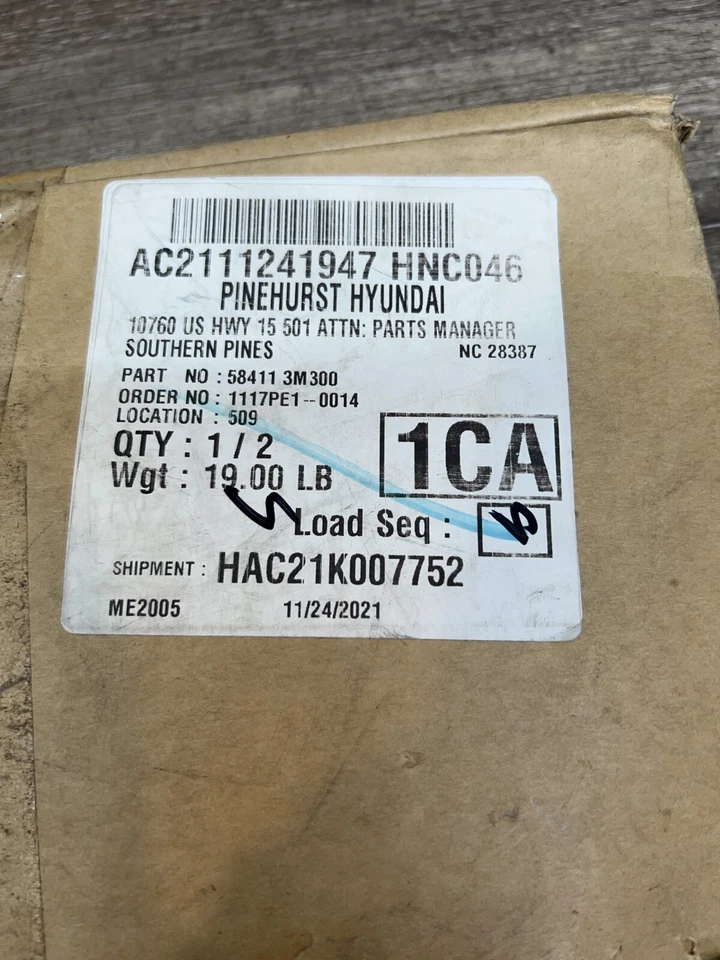 AC2111241947 HNC046
PINEHURST HYUNDAI
10760 US HWY 15 501 ATTN: PARTS MANAGER
SOUTHERN PINES NC 28387
PART NO : 58411 3M300
ORDER NO : 1117PE1--0014
LOCATION : 509
QTY : 1 / 2
1CA
Wgt : 19.00 LB
Load Seq :
SHIPMENT : HAC21K007752
ME2005 11/24/2021